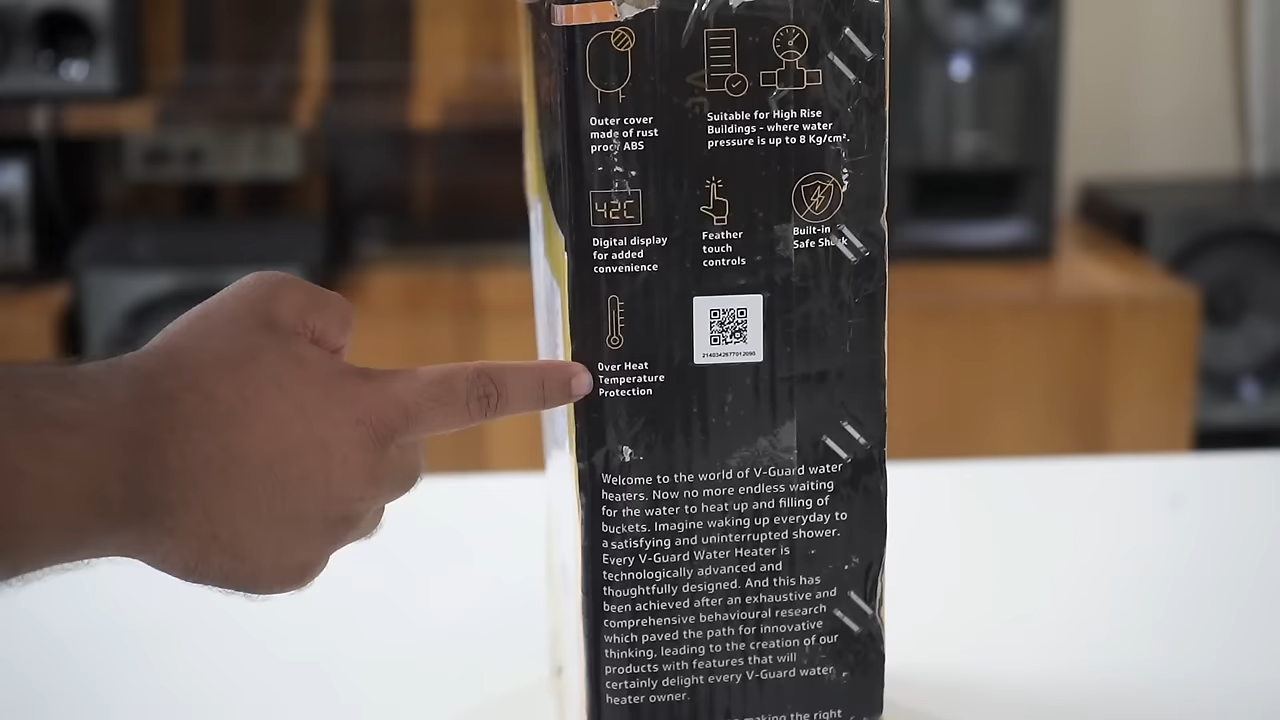 Outer cover
made of rust
proof ABS
Suitable for High Rise
Buildings - where water
pressure is up to 8 Kg/cm².
42C
Digital display
for added
convenience
Feather
touch
controls
Built-in
Safe Shock
Over Heat
Temperature
Protection
2140342677012090
Welcome to the world of V-Guard water
heaters. Now no more endless waiting
for the water to heat up and filling of
buckets. Imagine waking up everyday to
a satisfying and uninterrupted shower.
Every V-Guard Water Heater is
technologically advanced and
thoughtfully designed. And this has
been achieved after an exhaustive and
comprehensive behavioural research
which paved the path for innovative
thinking, leading to the creation of our
products with features that will
certainly delight every V-Guard water
heater owner.
making the right